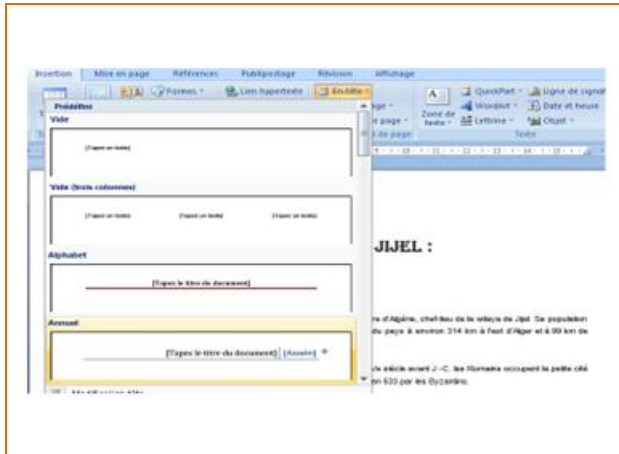 Insertion Mise en page Références Publipostage Révision Affichage
Formes Lien hypertexte En-tête
QuickPart Ligne de signat
WordArt Date et heure
Zone de texte Lettrine Objet
Texte
Prédéfini
Vide
[Tapez un texte]
Vide (trois colonnes)
[Tapez un texte] [Tapez un texte] [Tapez un texte]
Alphabet
[Tapez le titre du document]
Annuel
[Tapez le titre du document] [Année]
JIJEL :
d'Algérie, chef-lieu de la wilaya de Jijel. Sa population
du pays à environ 314 km à l'est d'Alger et à 99 km de
siècle avant J.-C. les Romains occupent la petite cité
en 533 par les Byzantins.